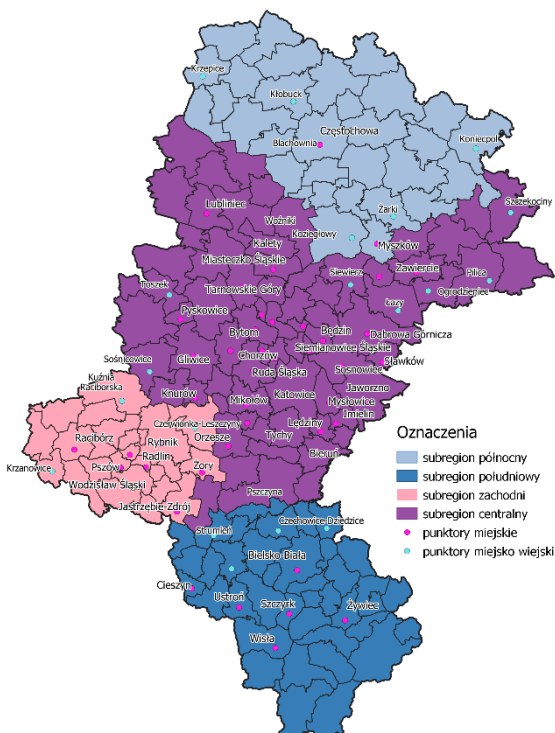 Krzepice
Kłobuck
Częstochowa
Blachownia
Koniecpol
Szczekociny
Lubliniec
Żarki
Woźniki
Koziegłowy
Kalety
Myszków
Miasteczko Śląskie
Zawiercie
Siewierz
Pilica
Toszek
Tarnowskie Góry
Ogrodzieniec
Pyskowice
Łazy
Bytom
Będzin
Dąbrowa Górnicza
Siemianowice Śląskie
Sośnicowice
Gliwice
Chorzów
Sławków
Ruda Śląska
Sosnowiec
Kuźnia
Raciborska
Knurów
Katowice
Jaworzno
Mikołów
Mysłowice
Imielin
Czerwionka-Leszczyny
Lędziny
Orzesze
Tychy
Racibórz
Rybnik
Bieruń
Radlin
Krzanowice
Pszów
Żory
Wodzisław Śląski
Pszczyna
Jastrzębie-Zdrój
Strumień
Czechowice-Dziedzice
Bielsko-Biała
Cieszyn
Ustroń
Szczyrk
Żywiec
Wisła
Oznaczenia
subregion północny
subregion południowy
subregion zachodni
subregion centralny
punktory miejskie
punktory miejsko wiejski